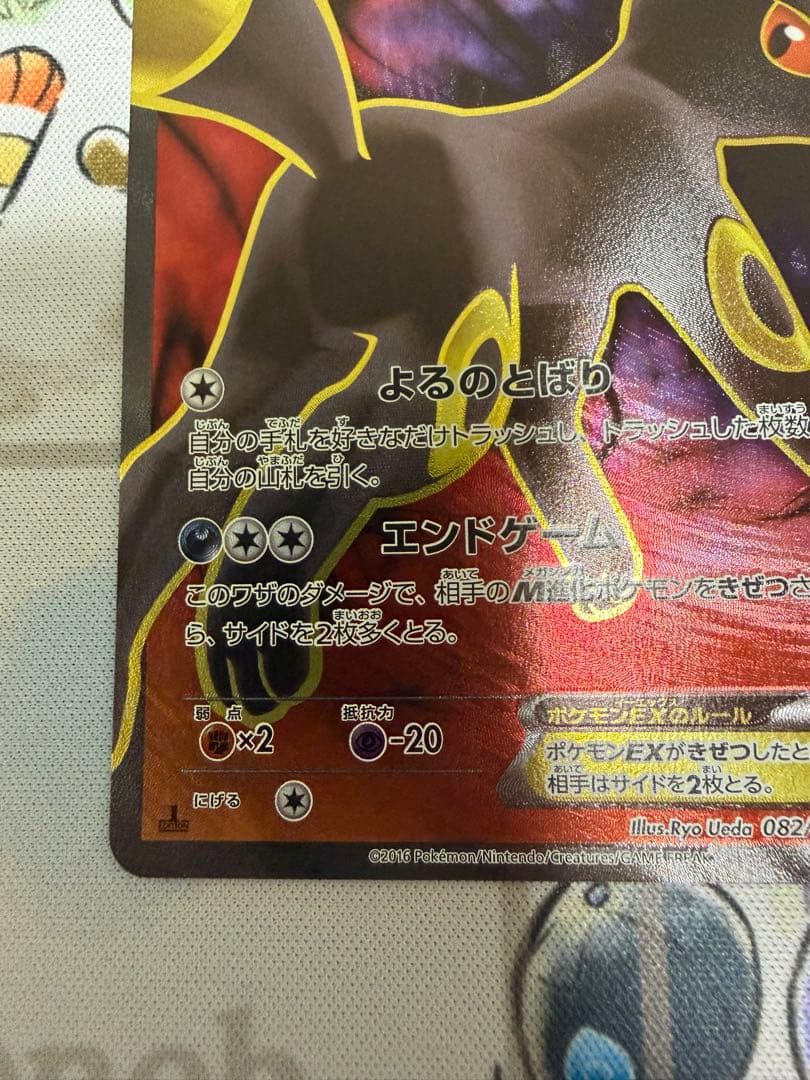 よるのとばり
自分の手札を好きなだけトラッシュし、トラッシュした枚数
自分の山札を引く。
エンドゲーム
このワザのダメージで、相手のM進化ポケモンをきぜつさ
ら、サイドを2枚多くとる。
弱点 抵抗力
×2 -20
ポケモンEXのルール
ポケモンEXがきぜつしたと
相手はサイドを2枚とる。
にげる
1 EDITION
Illus.Ryo Ueda 082/
©2016 Pokémon/Nintendo/Creatures/GAME FREAK